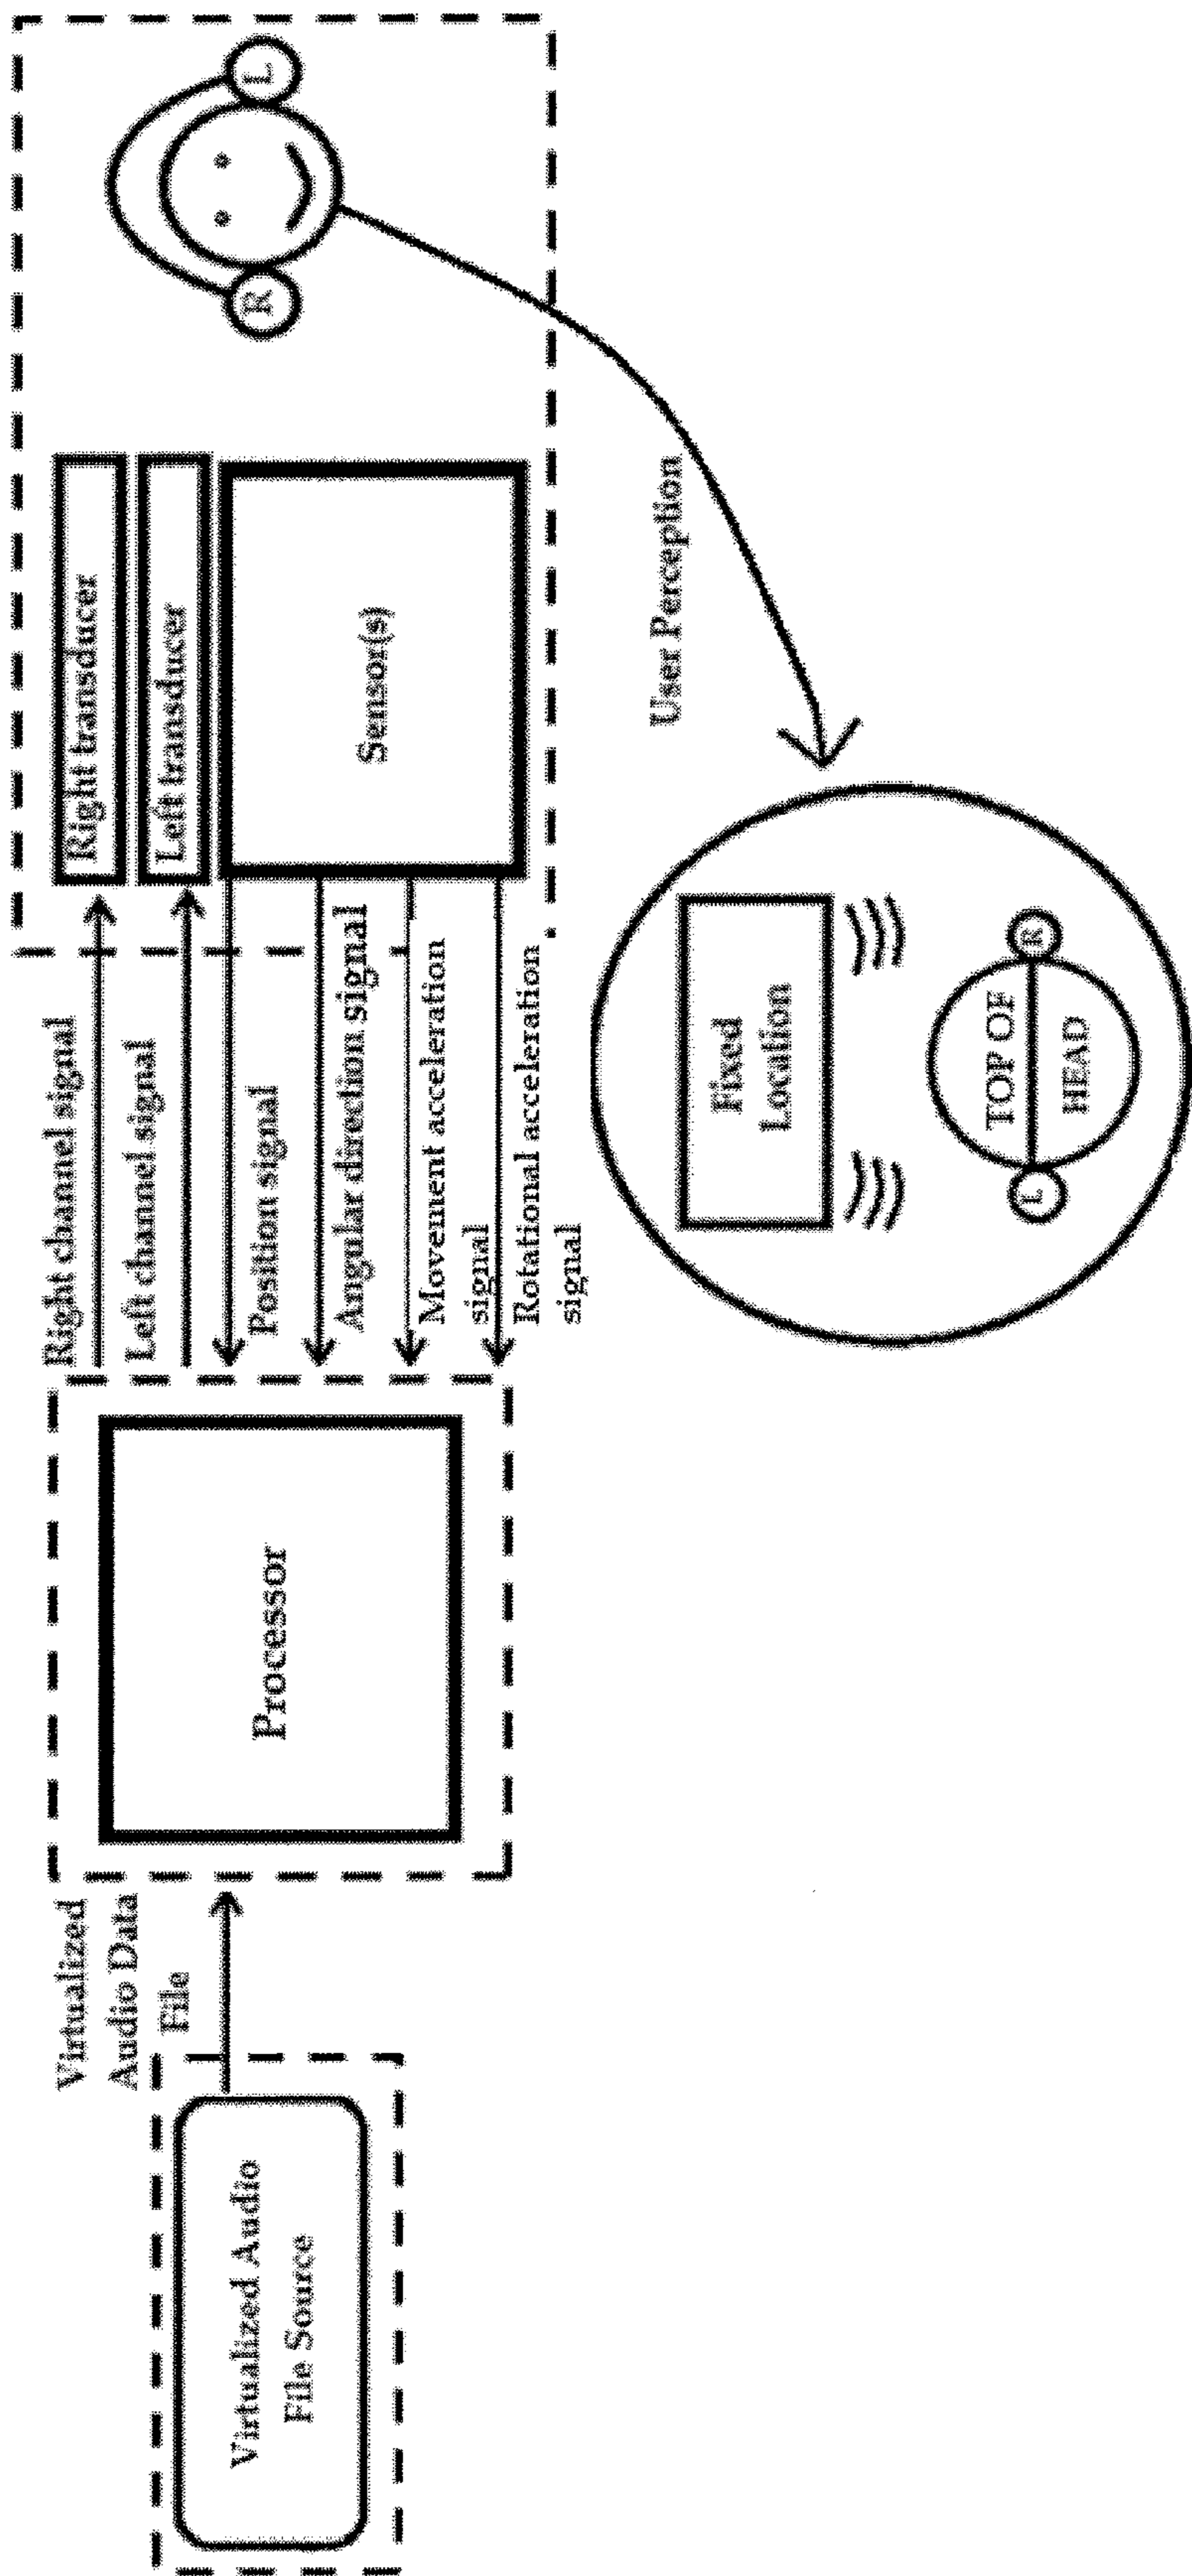 Virtualized Audio
File Source
Virtualized
Audio Data
File
Processor
Right channel signal
Left channel signal
Position signal
Angular direction signal
Movement acceleration
signal
Rotational acceleration
signal
Right transducer
Left transducer
Sensor(s)
R
L
User Perception
Fixed
Location
L
TOP OF
HEAD
R